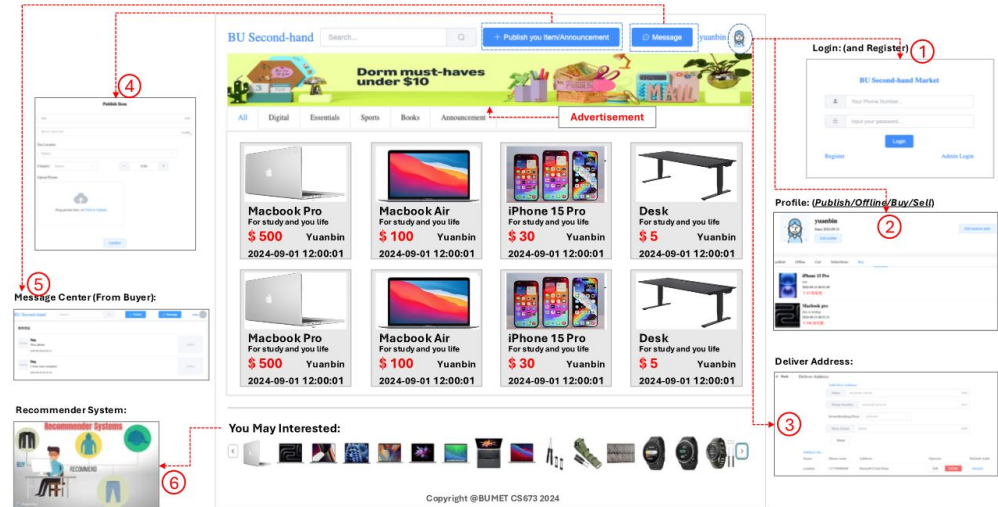 BU Second-hand
Search...
+ Publish you Item/Announcement
Message
yuanbin
Dorm must-haves
under $10
MAIL
Advertisement
All
Digital
Essentials
Sports
Books
Announcement
Macbook Pro
For study and you life
$ 500 Yuanbin
2024-09-01 12:00:01
Macbook Air
For study and you life
$ 100 Yuanbin
2024-09-01 12:00:01
iPhone 15 Pro
For study and you life
$ 30 Yuanbin
2024-09-01 12:00:01
Desk
For study and you life
$ 5 Yuanbin
2024-09-01 12:00:01
Macbook Pro
For study and you life
$ 500 Yuanbin
2024-09-01 12:00:01
Macbook Air
For study and you life
$ 100 Yuanbin
2024-09-01 12:00:01
iPhone 15 Pro
For study and you life
$ 30 Yuanbin
2024-09-01 12:00:01
Desk
For study and you life
$ 5 Yuanbin
2024-09-01 12:00:01
You May Interested:
Copyright @BUMET CS673 2024
Login: (and Register)
1
BU Second-hand Market
Your Phone Number...
Input your password...
Login
Register
Admin Login
Profile: (Publish/Offline/Buy/Sell)
2
yuanbin
Edit profile
publish
Offline
Buy
iPhone 15 Pro
Macbook pro
Deliver Address:
Back
Deliver Address
3
Name
Phone Number
4
Publish Item
5
Message Center (From Buyer):
BU Second-hand
Recommender System:
Recommender Systems
BUY
RECOMMEND
6